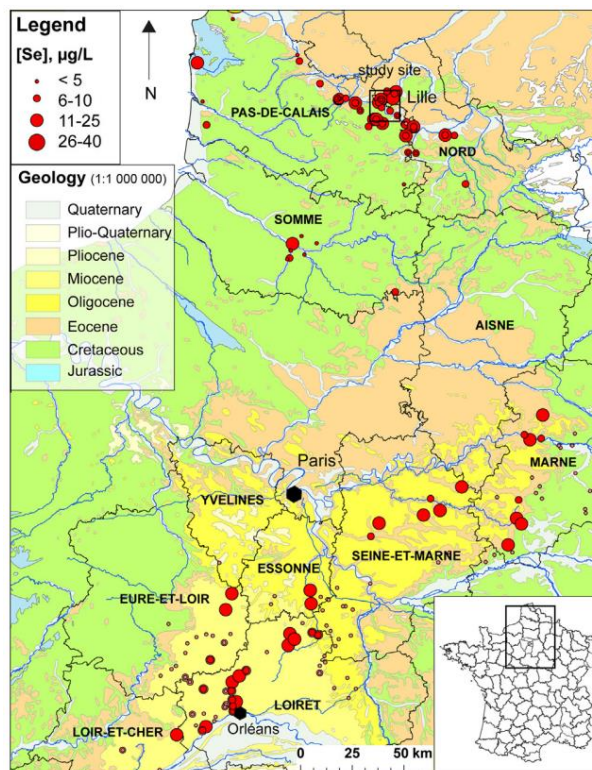 Legend
[Se], µg/L
< 5
6-10
11-25
26-40
N
Geology (1:1 000 000)
Quaternary
Plio-Quaternary
Pliocene
Miocene
Oligocene
Eocene
Cretaceous
Jurassic
study site
Lille
PAS-DE-CALAIS
NORD
SOMME
AISNE
Paris
MARNE
YVELINES
SEINE-ET-MARNE
ESSONNE
EURE-ET-LOIR
LOIRET
LOIR-ET-CHER
Orléans
0 25 50 km